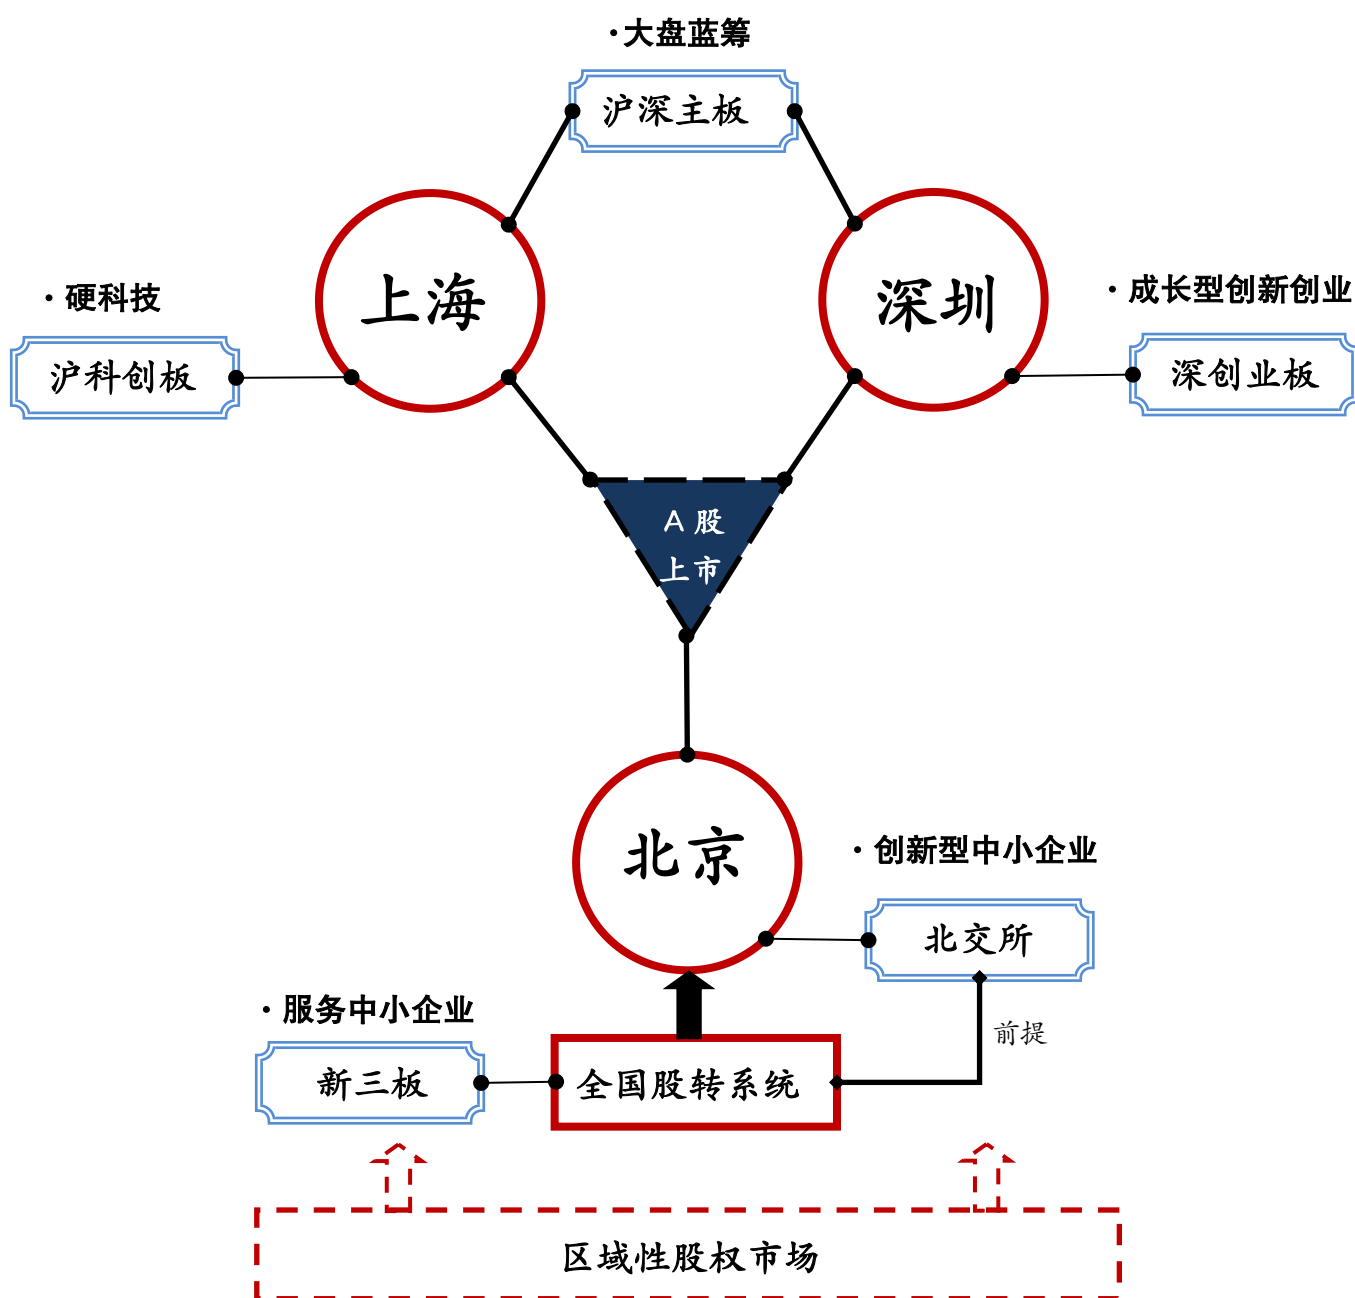 ·大盘蓝筹
沪深主板
上海
深圳
·硬科技
沪科创板
·成长型创新创业
深创业板
A股
上市
北京
·创新型中小企业
北交所
·服务中小企业
新三板
全国股转系统
前提
区域性股权市场